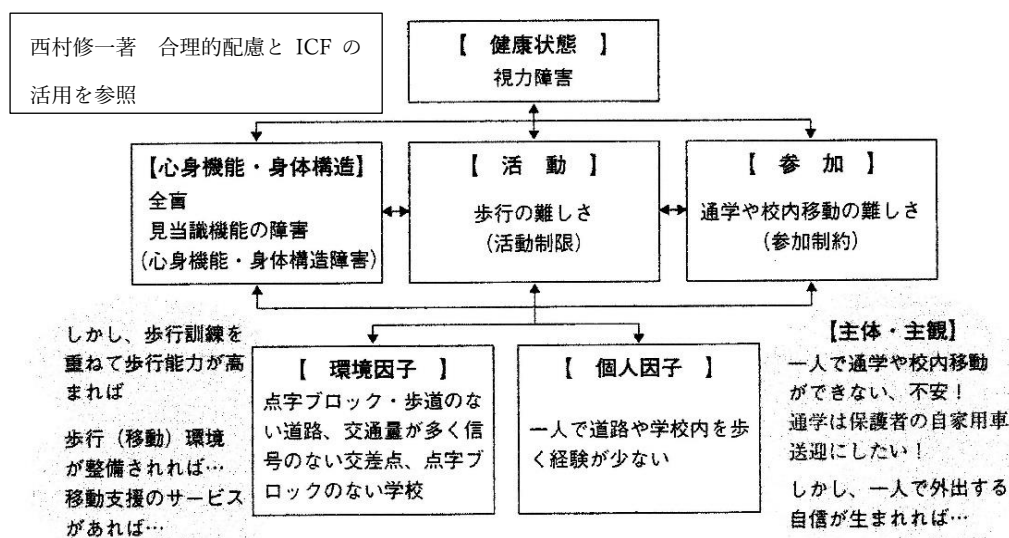 西村修一著　合理的配慮と ICF の
活用を参照
【　健康状態　】
視力障害
【心身機能・身体構造】
全盲
見当識機能の障害
（心身機能・身体構造障害）
【　活　動　】
歩行の難しさ
（活動制限）
【　参　加　】
通学や校内移動の難しさ
（参加制約）
しかし、歩行訓練を
重ねて歩行能力が高
まれば
歩行（移動）環境
が整備されれば…
移動支援のサービス
があれば…
【　環境因子　】
点字ブロック・歩道のな
い道路、交通量が多く信
号のない交差点、点字ブ
ロックのない学校
【　個人因子　】
一人で道路や学校内を歩
く経験が少ない
【主体・主観】
一人で通学や校内移動
ができない、不安！
通学は保護者の自家用車
送迎にしたい！
しかし、一人で外出する
自信が生まれれば…